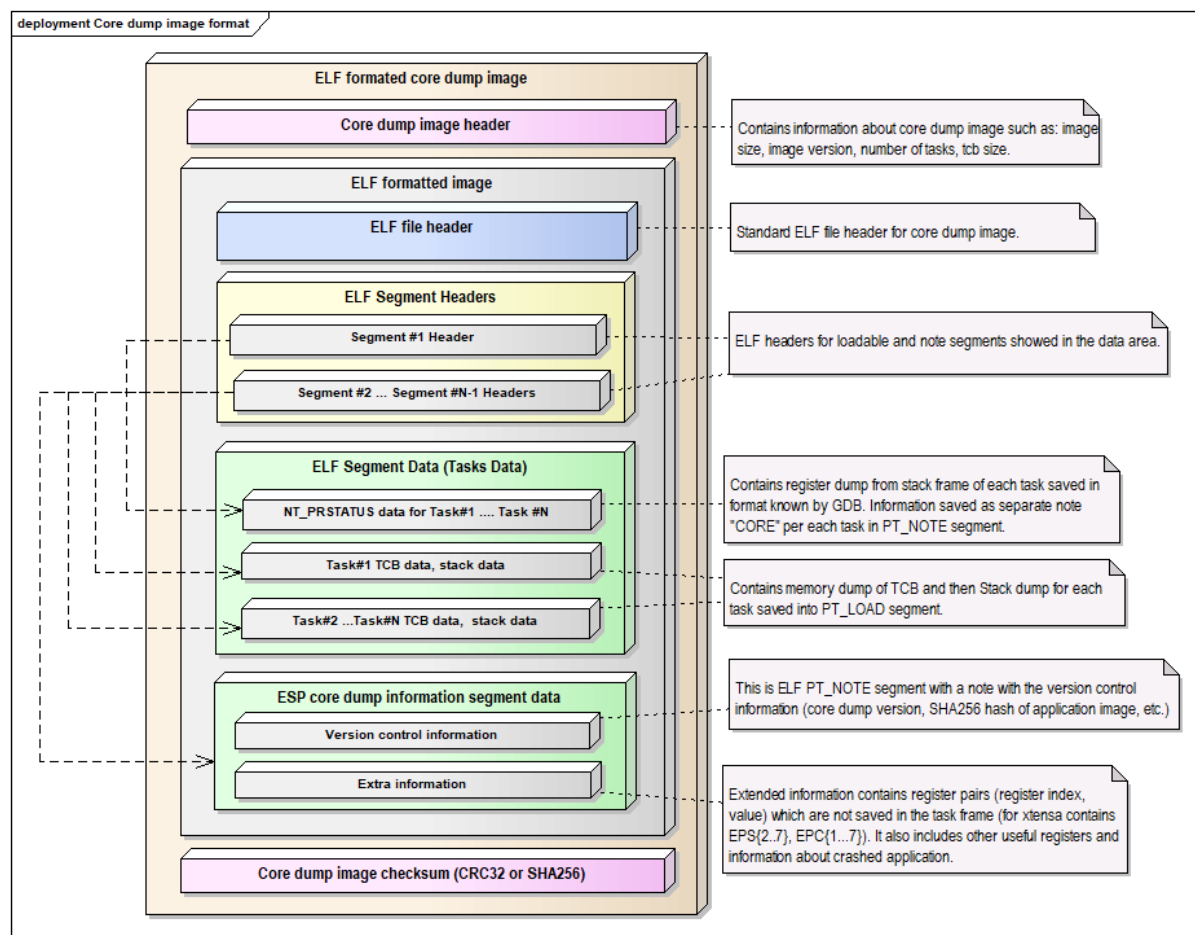 deployment Core dump image format
ELF formated core dump image
Core dump image header
Contains information about core dump image such as: image
size, image version, number of tasks, tcb size.
ELF formatted image
ELF file header
Standard ELF file header for core dump image.
ELF Segment Headers
Segment #1 Header
ELF headers for loadable and note segments showed in the data area.
Segment #2 ... Segment #N-1 Headers
ELF Segment Data (Tasks Data)
NT_PRSTATUS data for Task#1 .... Task #N
Contains register dump from stack frame of each task saved in
format known by GDB. Information saved as separate note
"CORE" per each task in PT_NOTE segment.
Task#1 TCB data, stack data
Contains memory dump of TCB and then Stack dump for each
task saved into PT_LOAD segment.
Task#2 ...Task#N TCB data,  stack data
ESP core dump information segment data
This is ELF PT_NOTE segment with a note with the version control
information (core dump version, SHA256 hash of application image, etc.)
Version control information
Extra information
Extended information contains register pairs (register index,
value) which are not saved in the task frame (for xtensa contains
EPS{2..7}, EPC{1...7}). It also includes other useful registers and
information about crashed application.
Core dump image checksum (CRC32 or SHA256)